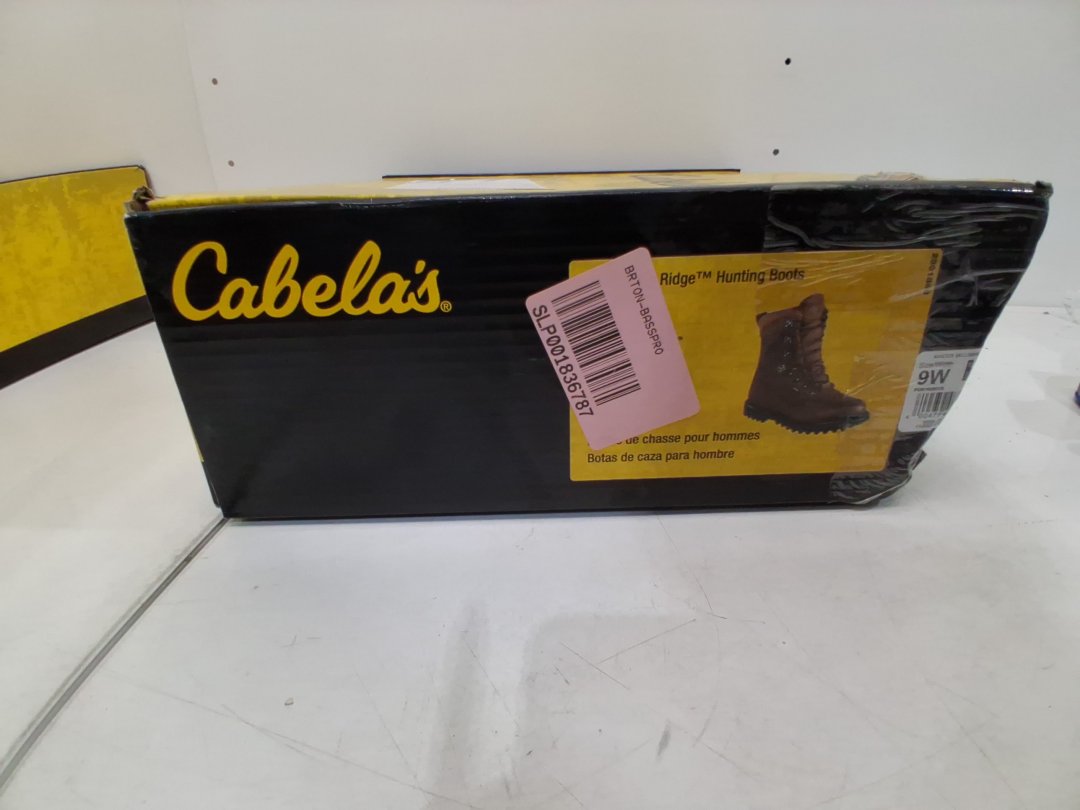 Cabela's®
BRTON-BASSPRO
SLP001836787
Ridge™ Hunting Boots
de chasse pour hommes
Botas de caza para hombre
9W